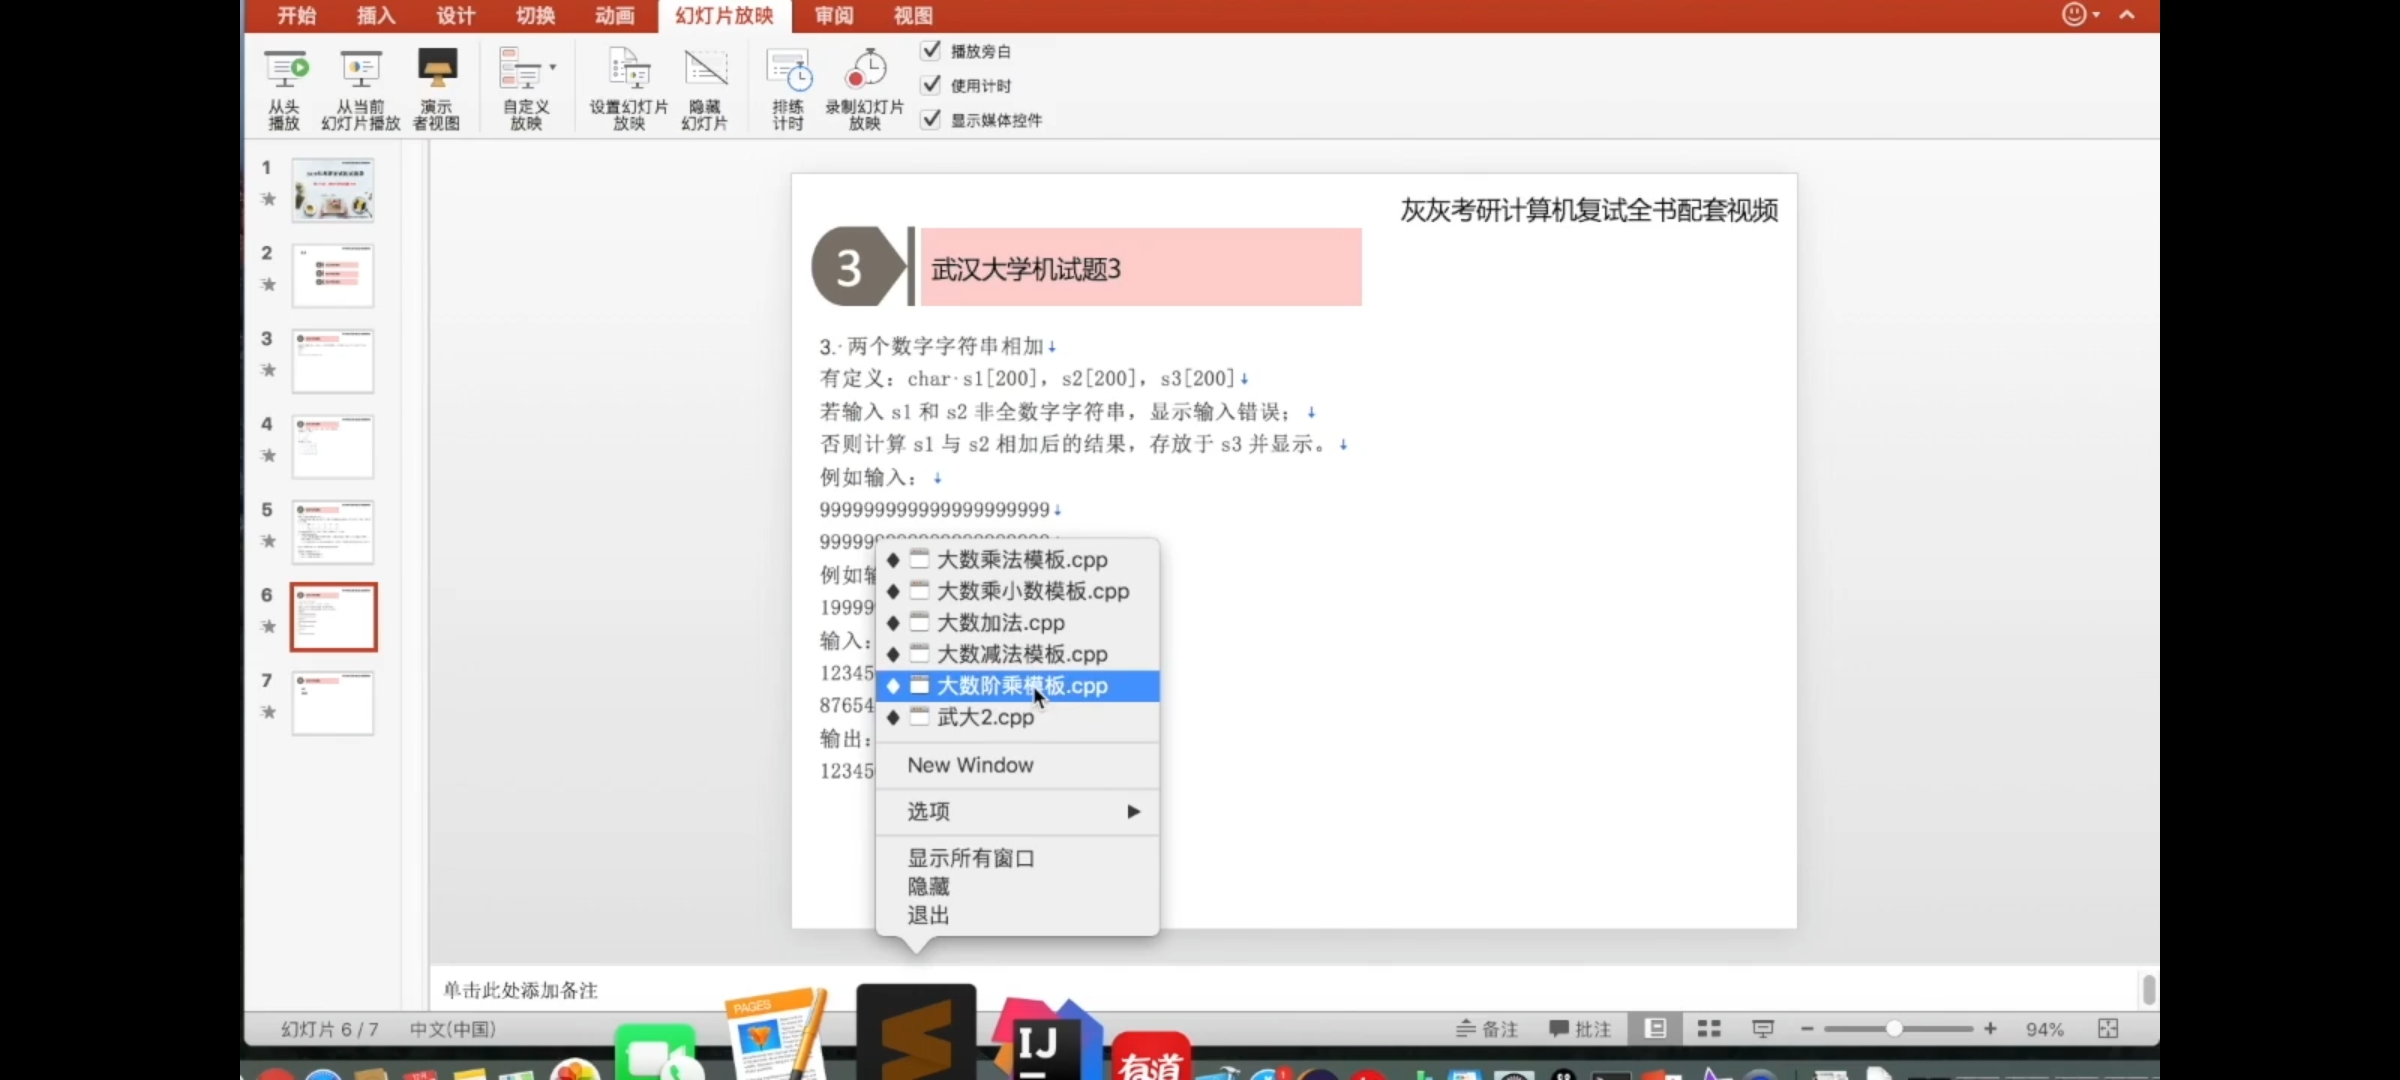 开始 插入 设计 切换 动画 幻灯片放映 审阅 视图
从头播放 从当前幻灯片播放 演示者视图 自定义放映 设置幻灯片放映 隐藏幻灯片 排练计时 录制幻灯片放映
播放旁白
使用计时
显示媒体控件
1
2
3
4
5
6
7
灰灰考研计算机复试全书配套视频
3 武汉大学机试题3
3. 两个数字字符串相加↓
有定义：char s1[200]，s2[200]，s3[200]↓
若输入 s1 和 s2 非全数字字符串，显示输入错误；↓
否则计算 s1 与 s2 相加后的结果，存放于 s3 并显示。↓
例如输入：↓
999999999999999999999↓
例如
19999
输入：
12345
87654
输出：
12345
大数乘法模板.cpp
大数乘小数模板.cpp
大数加法.cpp
大数减法模板.cpp
大数阶乘模板.cpp
武大2.cpp
New Window
选项
显示所有窗口
隐藏
退出
单击此处添加备注
幻灯片 6 / 7 中文(中国) 备注 批注 94%
PAGES
IJ
有道